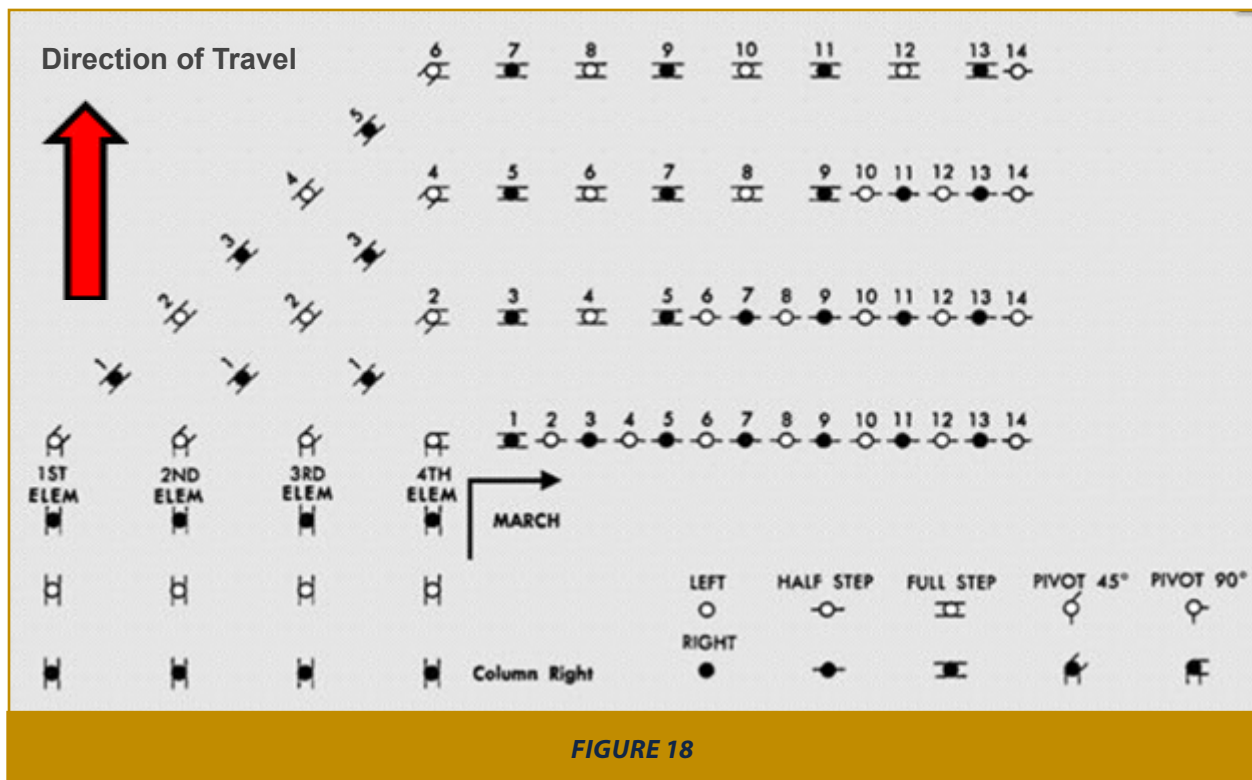 Direction of Travel
6 7 8 9 10 11 12 13 14
5
4 4 5 6 7 8 9 10 11 12 13 14
3 3
2 2 2 3 4 5 6 7 8 9 10 11 12 13 14
1 1 1
1 2 3 4 5 6 7 8 9 10 11 12 13 14
1ST ELEM
2ND ELEM
3RD ELEM
4TH ELEM
MARCH
LEFT HALF STEP FULL STEP PIVOT 45° PIVOT 90°
RIGHT
Column Right
FIGURE 18